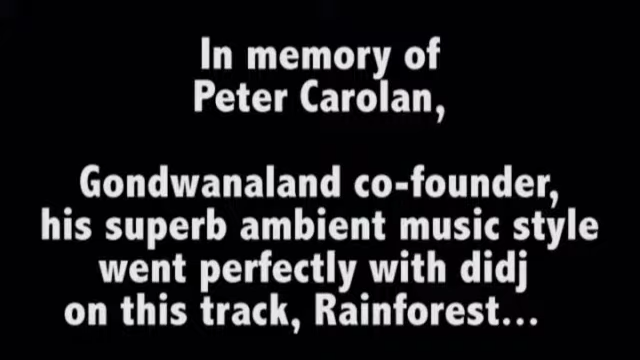 In memory of
Peter Carolan,
Gondwanaland co-founder,
his superb ambient music style
went perfectly with didj
on this track, Rainforest...